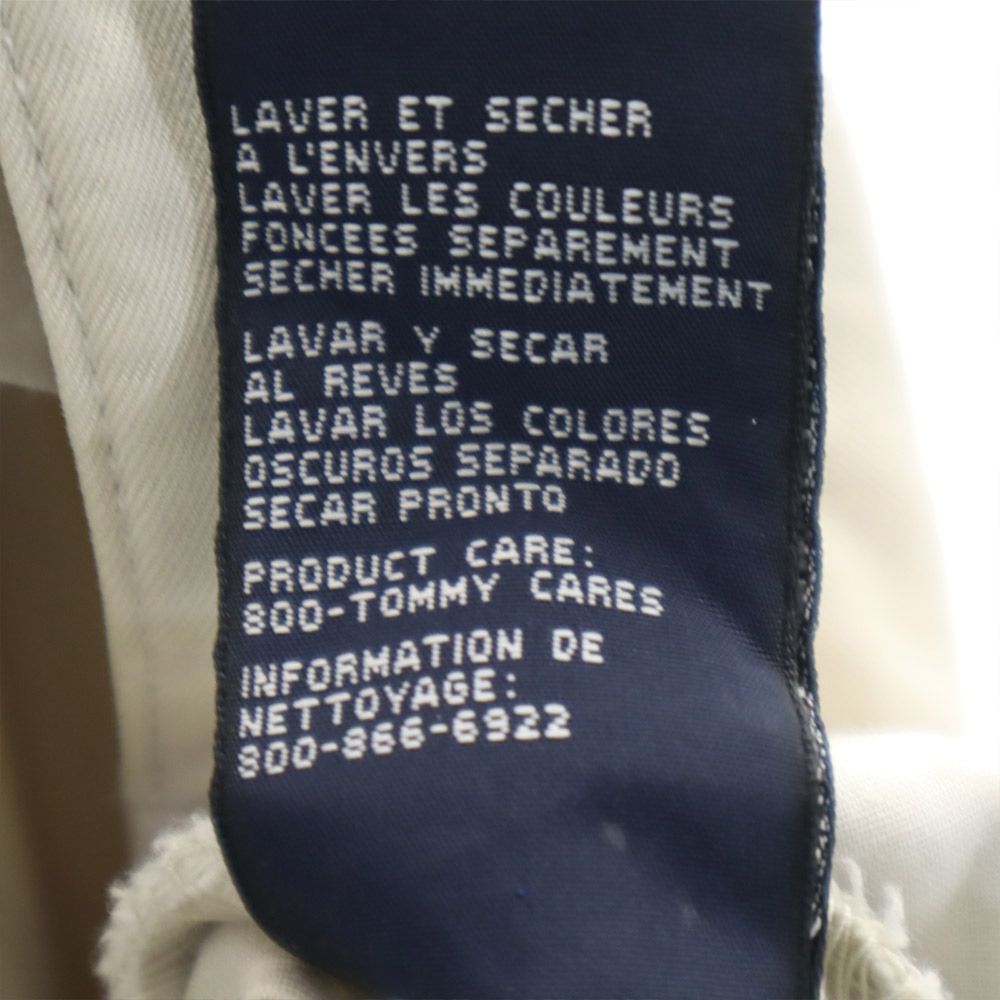 LAVER ET SECHER
A L'ENVERS
LAVER LES COULEURS
FONCEES SEPAREMENT
SECHER IMMEDIATEMENT
LAVAR Y SECAR
AL REVES
LAVAR LOS COLORES
OSCUROS SEPARADO
SECAR PRONTO
PRODUCT CARE:
800-TOMMY CARES
INFORMATION DE
NETTOYAGE:
800-866-6922